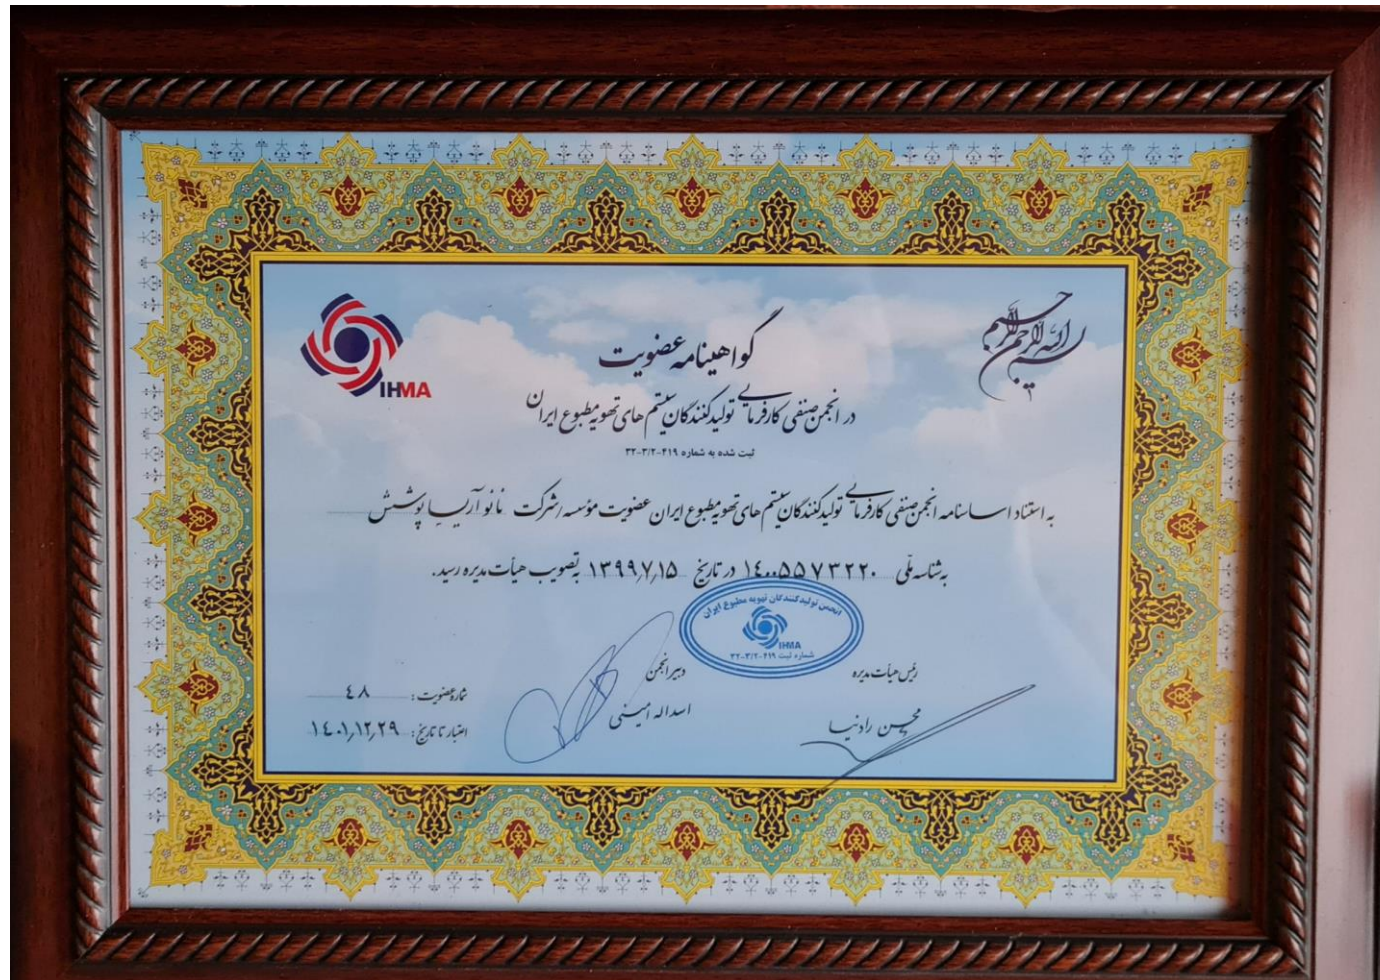 بسم الله الرحمن الرحیم
IHMA
گواهینامه عضویت
در انجمن صنفی کارفرمایی تولیدکنندگان سیستم های تهویه مطبوع ایران
ثبت شده به شماره ۴۱۹-۳/۲-۳۲
به استناد اساسنامه انجمن صنفی کارفرمایی تولیدکنندگان سیستم های تهویه مطبوع ایران عضویت مؤسسه/شرکت نانو آریسا پوشش
به شناسه ملّی ۱۴۰۰۵۵۷۳۲۲۰ در تاریخ ۱۳۹۹/۷/۱۵ به تصویب هیأت مدیره رسید.
انجمن تولیدکنندگان تهویه مطبوع ایران
IHMA
شماره ثبت ۴۱۹-۳/۲-۳۲
رئیس هیأت مدیره
محسن رادنیا
دبیر انجمن
اسداله امینی
شماره عضویت : ۴۸
اعتبار تا تاریخ : ۱۴۰۱/۱۲/۲۹